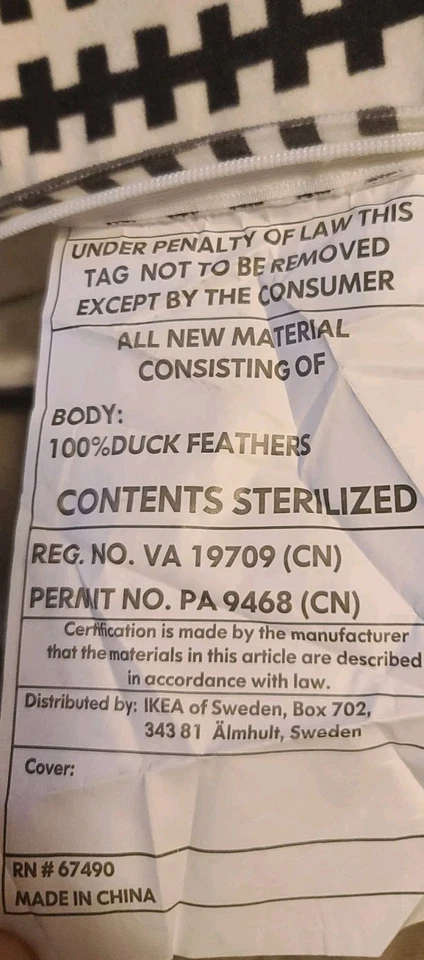 UNDER PENALTY OF LAW THIS
TAG NOT TO BE REMOVED
EXCEPT BY THE CONSUMER
ALL NEW MATERIAL
CONSISTING OF
BODY:
100%DUCK FEATHERS
CONTENTS STERILIZED
REG. NO. VA 19709 (CN)
PERMIT NO. PA 9468 (CN)
Certification is made by the manufacturer
that the materials in this article are described
in accordance with law.
Distributed by: IKEA of Sweden, Box 702,
343 81 Älmhult, Sweden
Cover:
RN # 67490
MADE IN CHINA